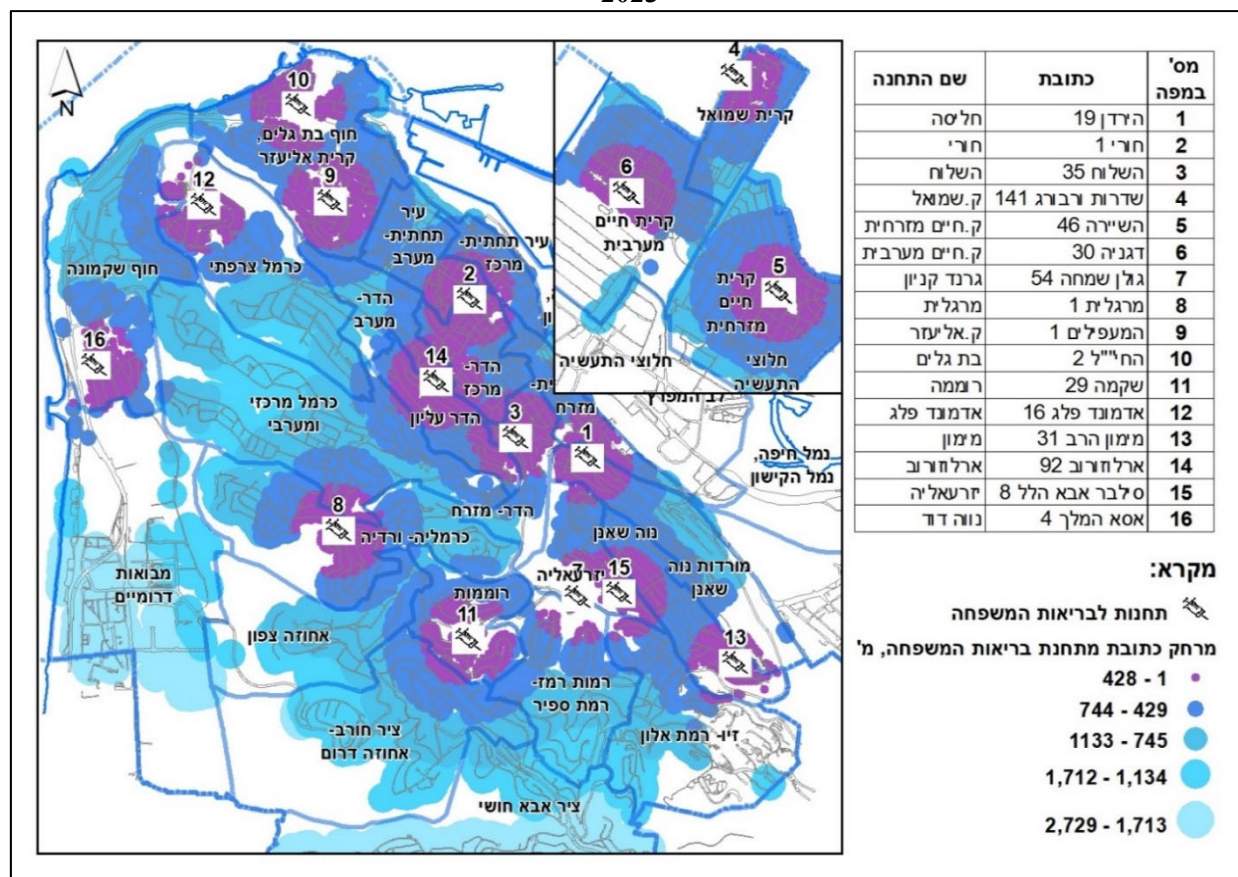 2023
N
10
חוף בת גלים,
קרית אליעזר
12
9
עיר
תחתית-
מערב
עיר תחתית-
מרכז
כרמל צרפתי
חוף שקמונה
2
הדר-
מערב
16
14
הדר-
מרכז
כרמל מרכזי
ומערבי
הדר עליון
3
מזרח
1
נמל חיפה,
נמל הקישון
8
הדר- מזרח
כרמליה- ורדיה
נוה שאנן
מורדות נוה
שאנן
יזרעאליה
7
15
רוממות
11
13
מבואות
דרומיים
אחוזה צפון
רמות רמז-
רמת ספיר
זיו- רמת אלון
ציר חורב-
אחוזה דרום
ציר אבא חושי
4
קרית שמואל
6
קרית חיים
מערבית
5
קרית
חיים
מזרחית
חלוצי התעשיה
חלוצי
התעשיה
לב המפרץ
מס' במפה כתובת שם התחנה
1 הירדן 19 חליסה
2 חורי 1 חורי
3 השלוח 35 השלוח
4 שדרות ורבורג 141 ק.שמואל
5 השיירה 46 ק.חיים מזרחית
6 דגניה 30 ק.חיים מערבית
7 גולן שמחה 54 גרנד קניון
8 מרגלית 1 מרגלית
9 המעפילים 1 ק.אליעזר
10 החי"ל 2 בת גלים
11 שקמה 29 רוממה
12 אדמונד פלג 16 אדמונד פלג
13 מימון הרב 31 מימון
14 ארלוזורוב 92 ארלוזורוב
15 סילבר אבא הלל 8 יזרעאליה
16 אסא המלך 4 נווה דוד
מקרא:
תחנות לבריאות המשפחה
מרחק כתובת מתחנת בריאות המשפחה, מ'
1 - 428
429 - 744
745 - 1133
1,134 - 1,712
1,713 - 2,729